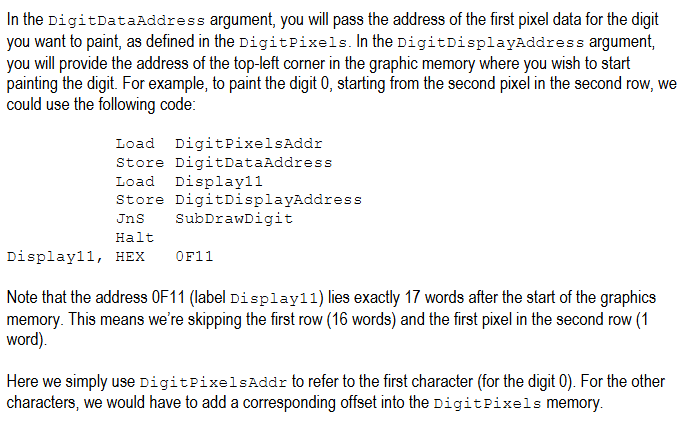 In the DigitDataAddress argument, you will pass the address of the first pixel data for the digit
you want to paint, as defined in the DigitPixels. In the DigitDisplayAddress argument,
you will provide the address of the top-left corner in the graphic memory where you wish to start
painting the digit. For example, to paint the digit 0, starting from the second pixel in the second row, we
could use the following code:
Load DigitPixelsAddr
Store DigitDataAddress
Load Display11
Store DigitDisplayAddress
JnS SubDrawDigit
Halt
Display11, HEX 0F11
Note that the address 0F11 (label Display11) lies exactly 17 words after the start of the graphics
memory. This means we're skipping the first row (16 words) and the first pixel in the second row (1
word).
Here we simply use DigitPixelsAddr to refer to the first character (for the digit 0). For the other
characters, we would have to add a corresponding offset into the DigitPixels memory.